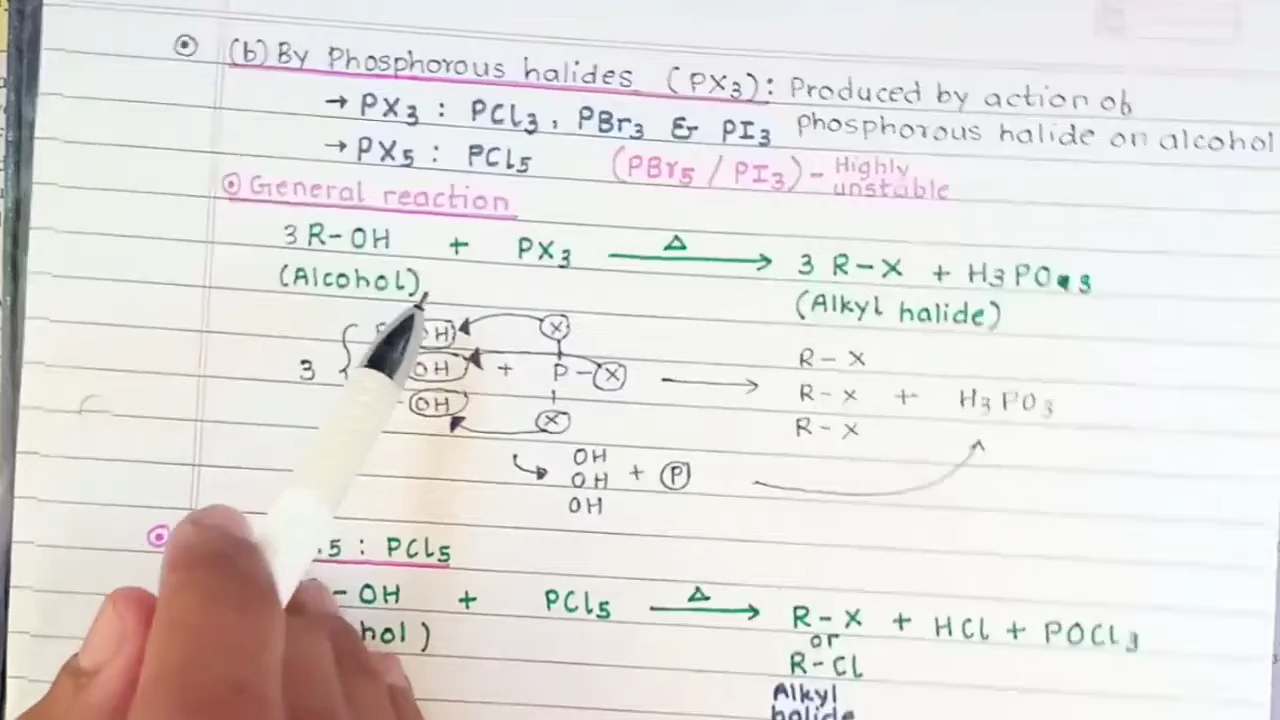 (b) By Phosphorous halides (PX3): Produced by action of
→ PX3 : PCl3, PBr3 & PI3 phosphorous halide on alcohol
→ PX5 : PCl5 (PBr5 / PI3) - Highly unstable
General reaction
3 R-OH + PX3 Δ→ 3 R-X + H3PO3
(Alcohol) (Alkyl halide)
OH X R-X
3 { OH + P-X → R-X + H3PO3
OH X R-X
↳ OH
OH + P
OH
.5 : PCl5
-OH + PCl5 Δ→ R-X + HCl + POCl3
hol) or
R-Cl
Alkyl
halide